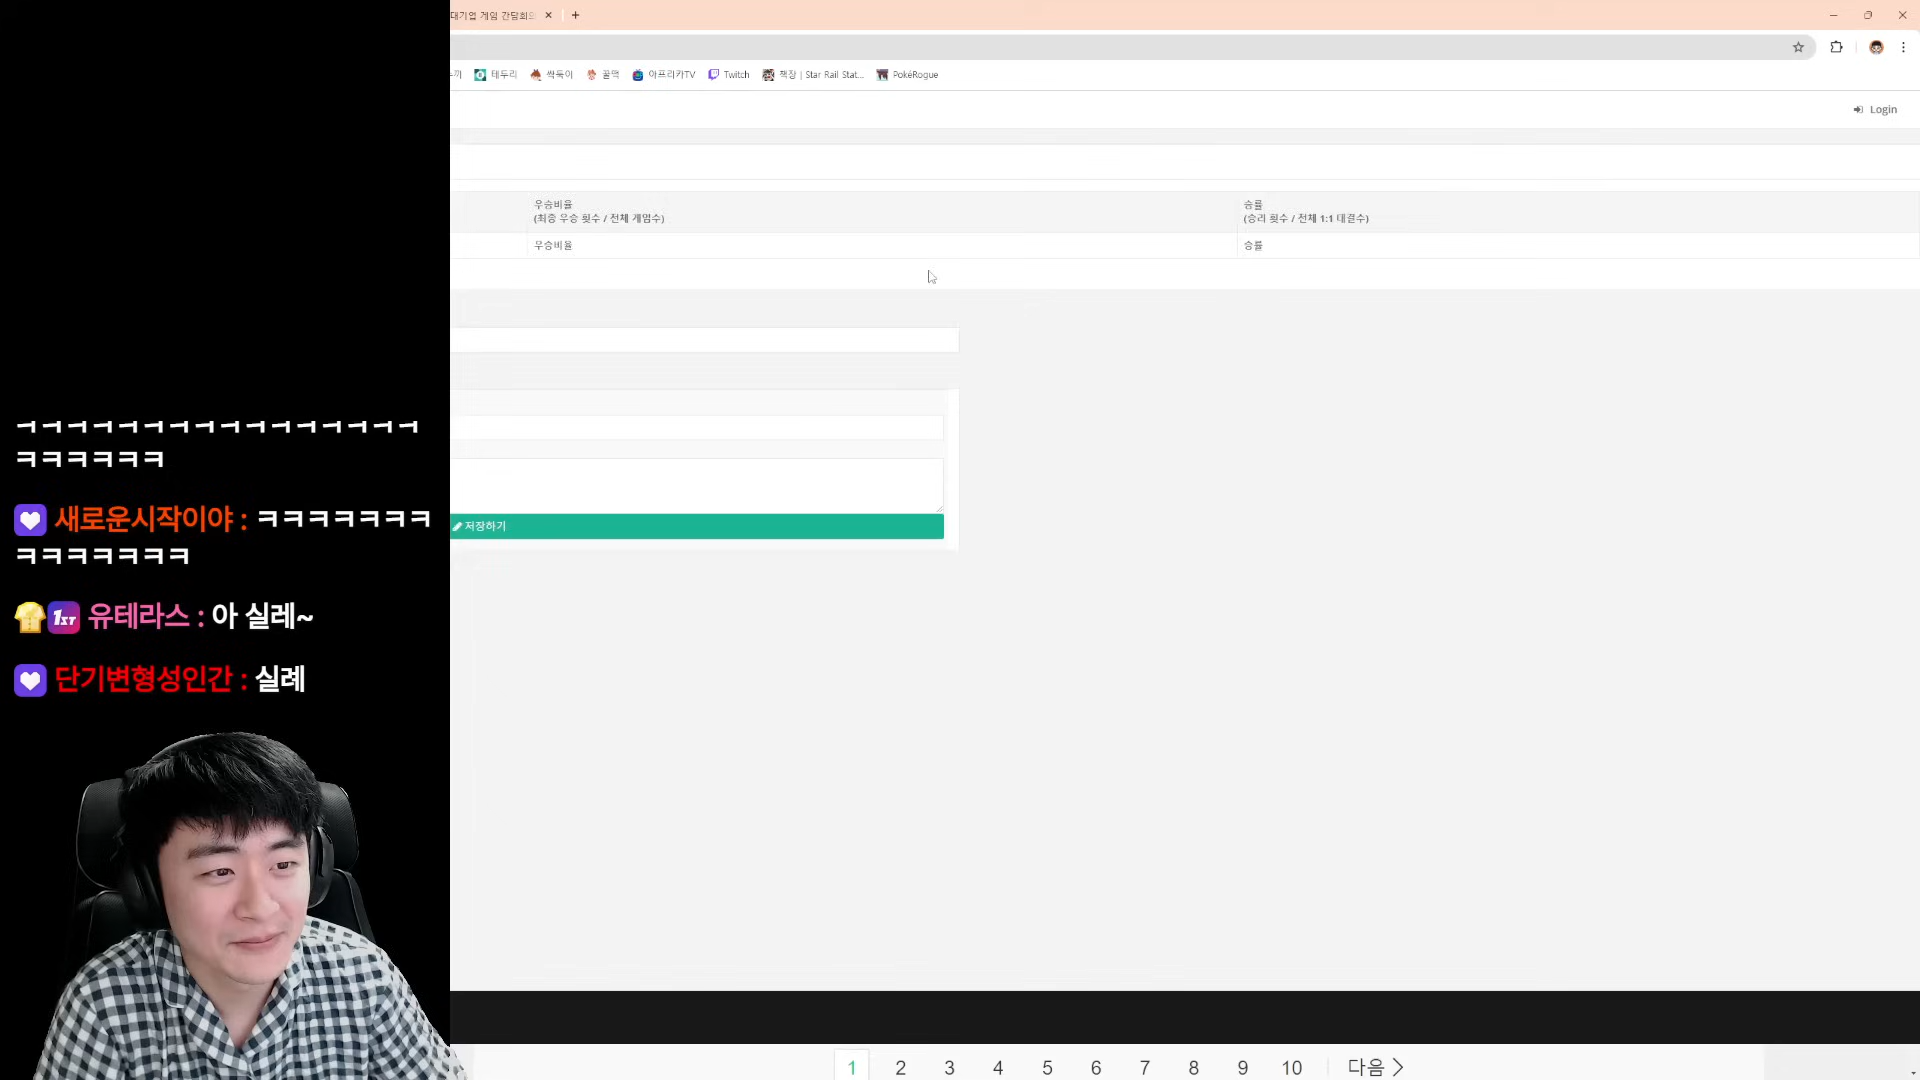 대기업 게임 간담회의
테두리
싹둑이
꿀맥
아프리카TV
Twitch
책장 | Star Rail Stat...
PokéRogue
Login
우승비율
(최종 우승 횟수 / 전체 게임수)
승률
(승리 횟수 / 전체 1:1 대결수)
우승비율
승률
ㅋㅋㅋㅋㅋㅋ
새로운시작이야 : ㅋㅋㅋㅋㅋㅋㅋ
ㅋㅋㅋㅋㅋㅋㅋ
저장하기
1ST 유테라스 : 아 실레~
단기변형성인간 : 실례
1 2 3 4 5 6 7 8 9 10 다음